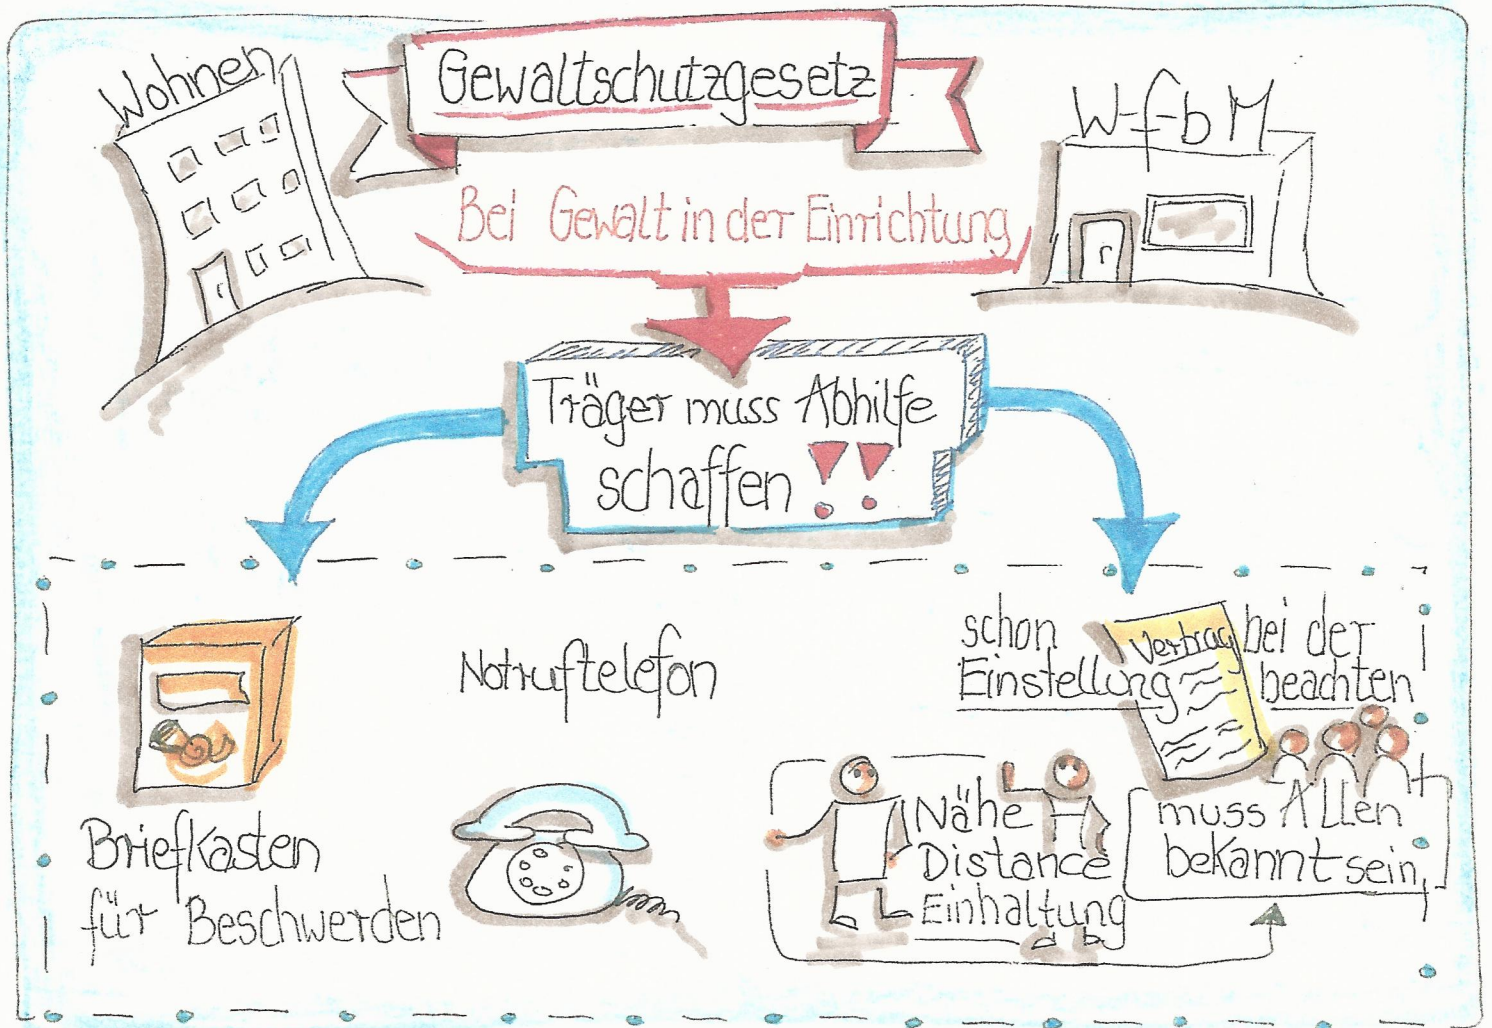 Wohnen
Gewaltschutzgesetz
W-f-b M
Bei Gewalt in der Einrichtung
Träger muss Abhilfe
schaffen !!
schon
Einstellung
Vertrag
bei der
beachten
Notruftelefon
Briefkasten
für Beschwerden
Nähe
Distance
Einhaltung
muss Allen
bekannt sein,